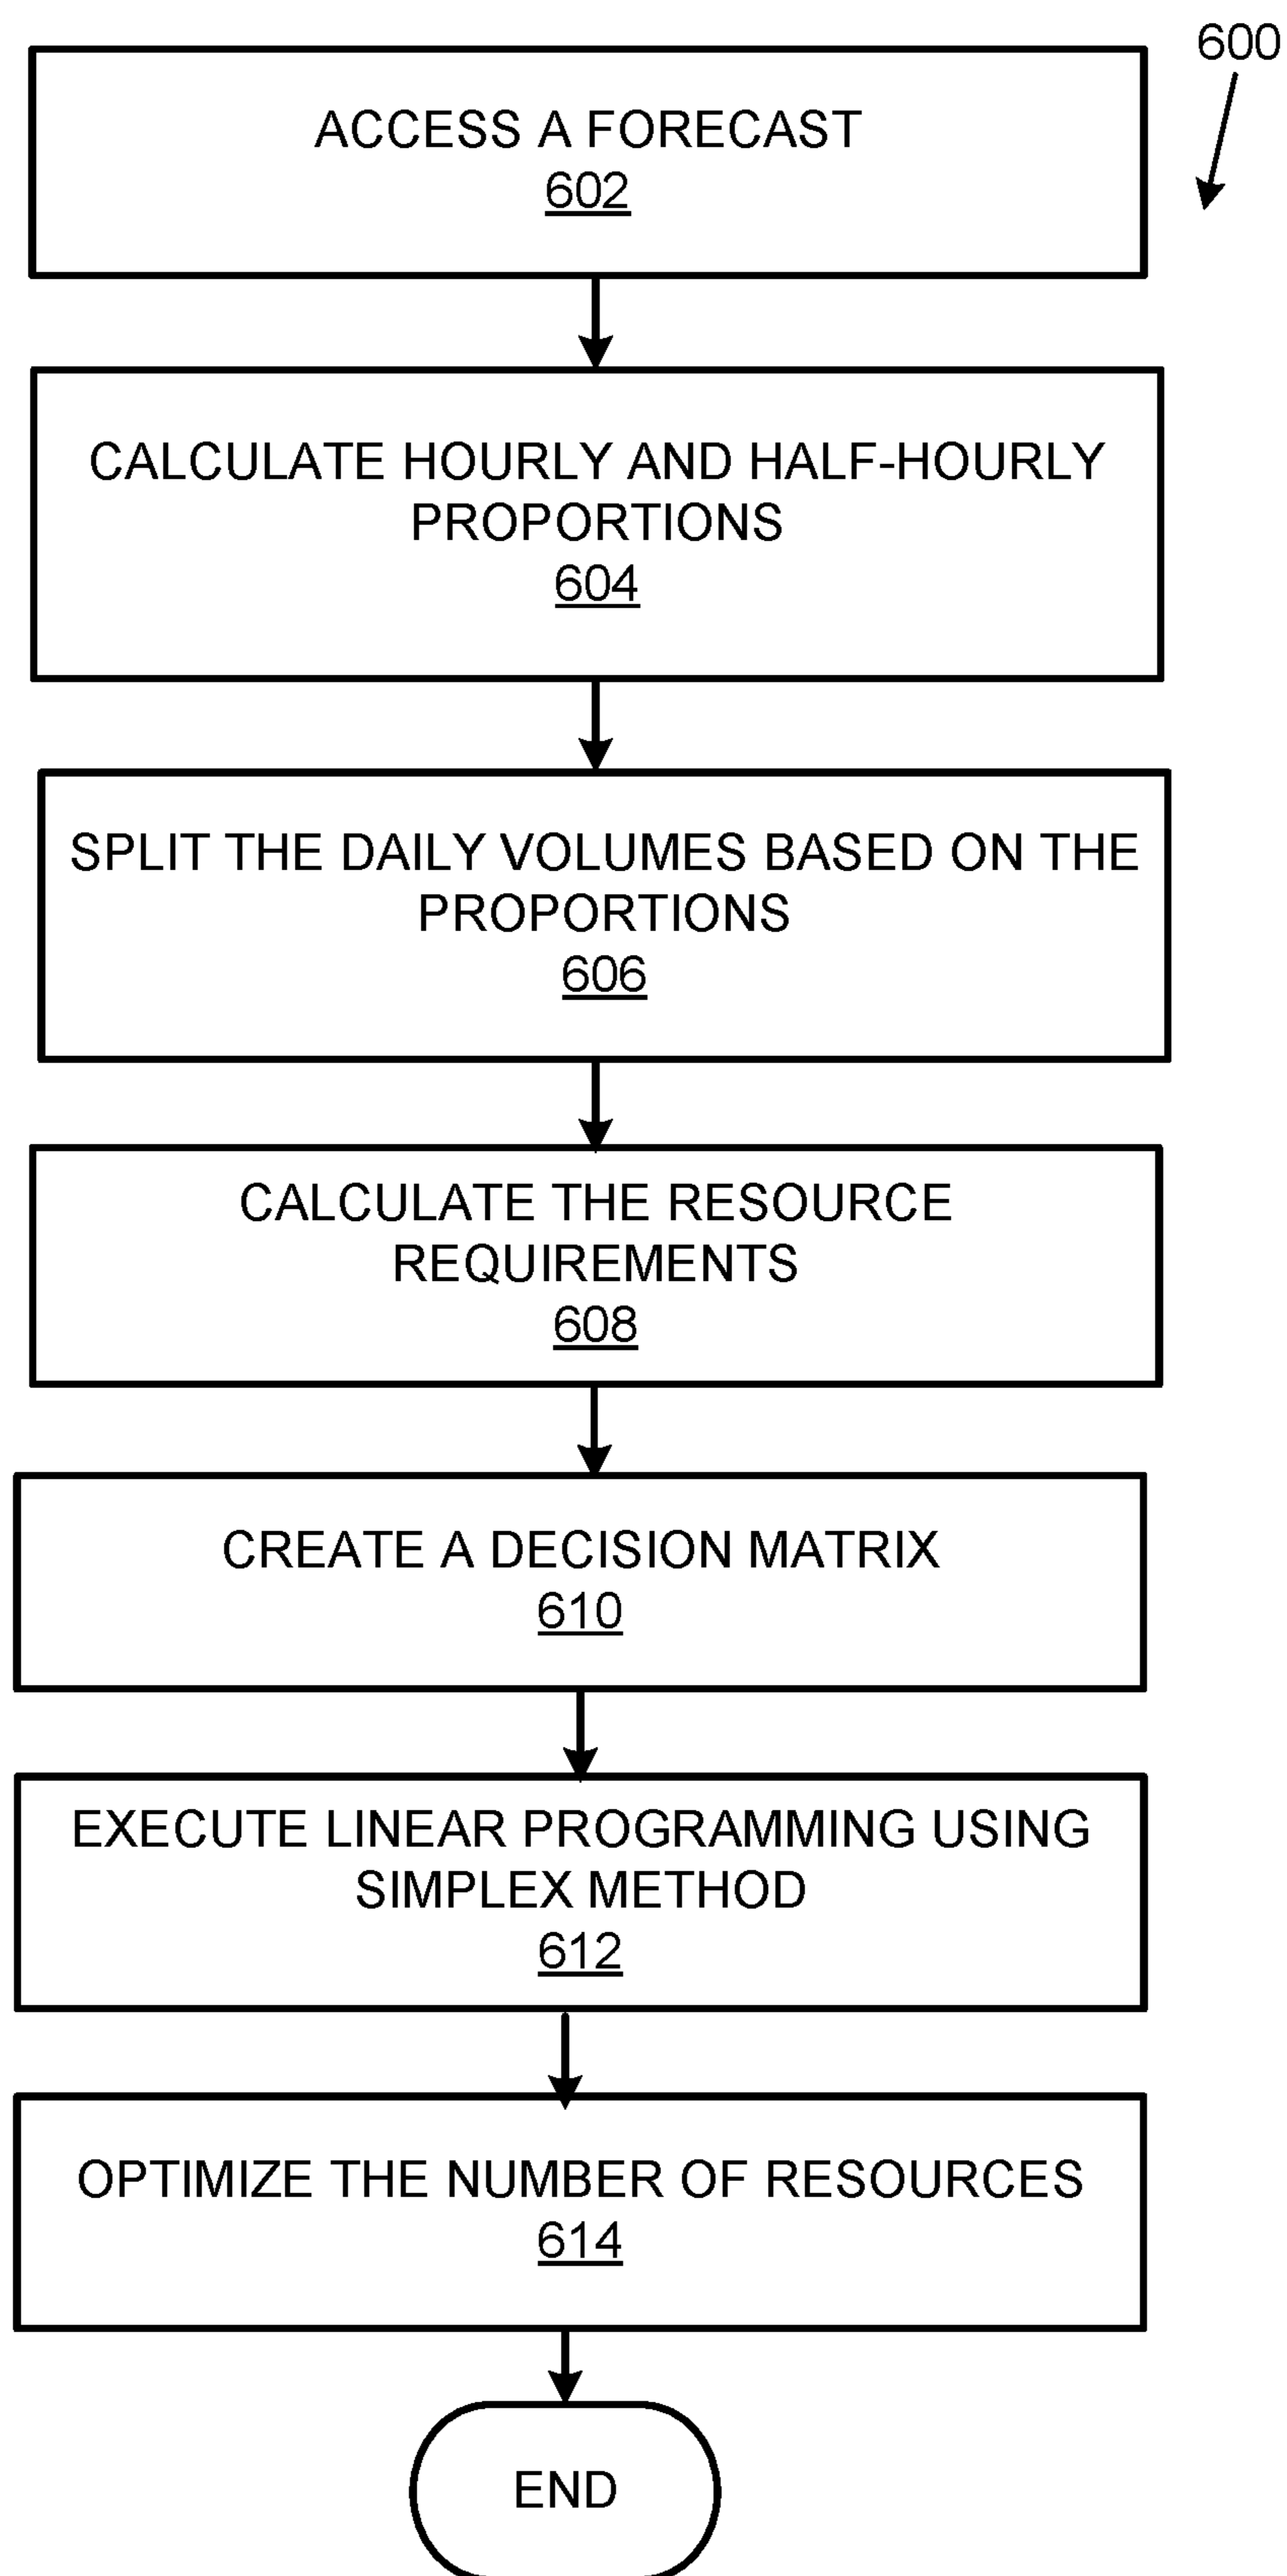 600
ACCESS A FORECAST
602
CALCULATE HOURLY AND HALF-HOURLY
PROPORTIONS
604
SPLIT THE DAILY VOLUMES BASED ON THE
PROPORTIONS
606
CALCULATE THE RESOURCE
REQUIREMENTS
608
CREATE A DECISION MATRIX
610
EXECUTE LINEAR PROGRAMMING USING
SIMPLEX METHOD
612
OPTIMIZE THE NUMBER OF RESOURCES
614
END